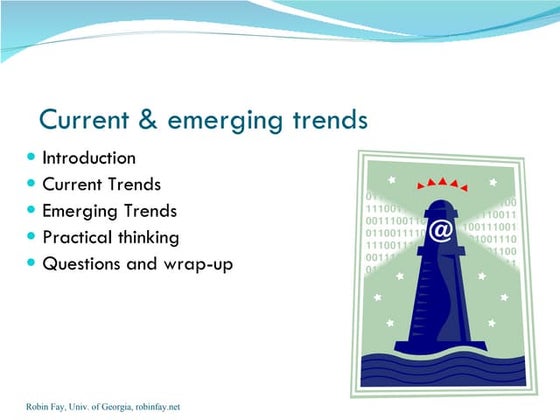 Current & emerging trends
Introduction
Current Trends
Emerging Trends
Practical thinking
Questions and wrap-up
@
Robin Fay, Univ. of Georgia, robinfay.net